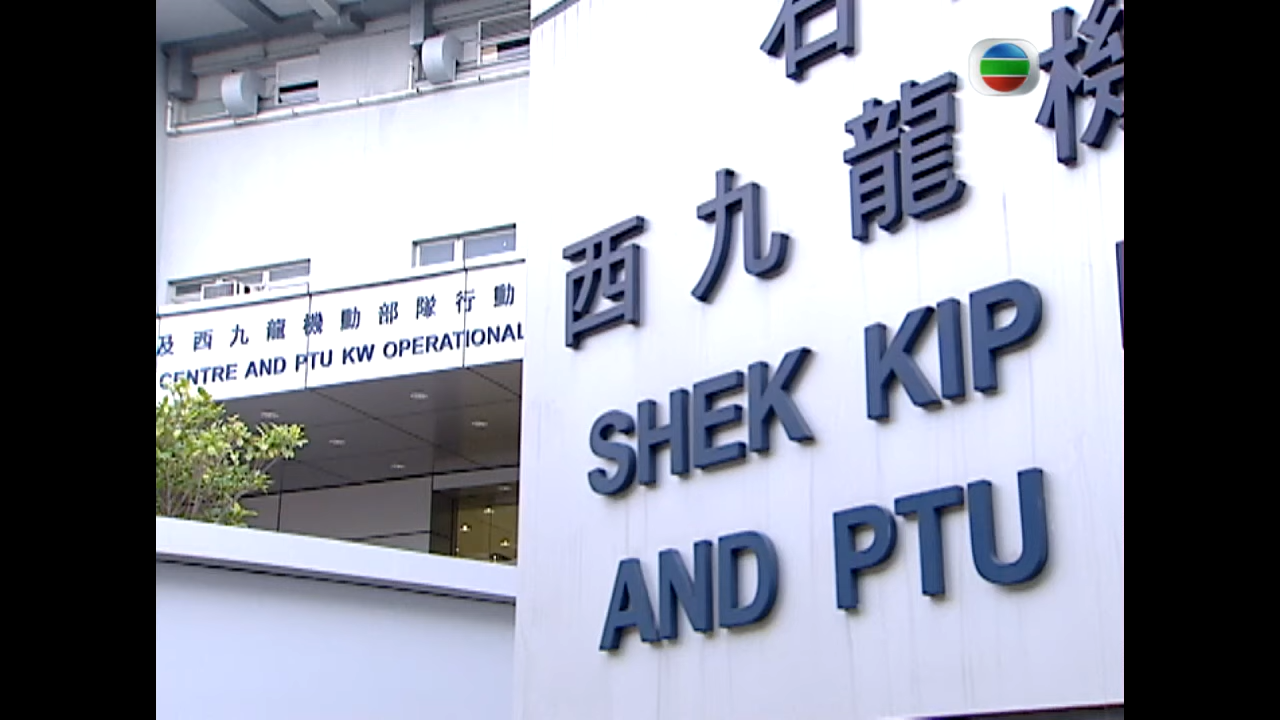 石
西九龍機
SHEK KIP
AND PTU
及西九龍機動部隊行動
CENTRE AND PTU KW OPERATIONAL